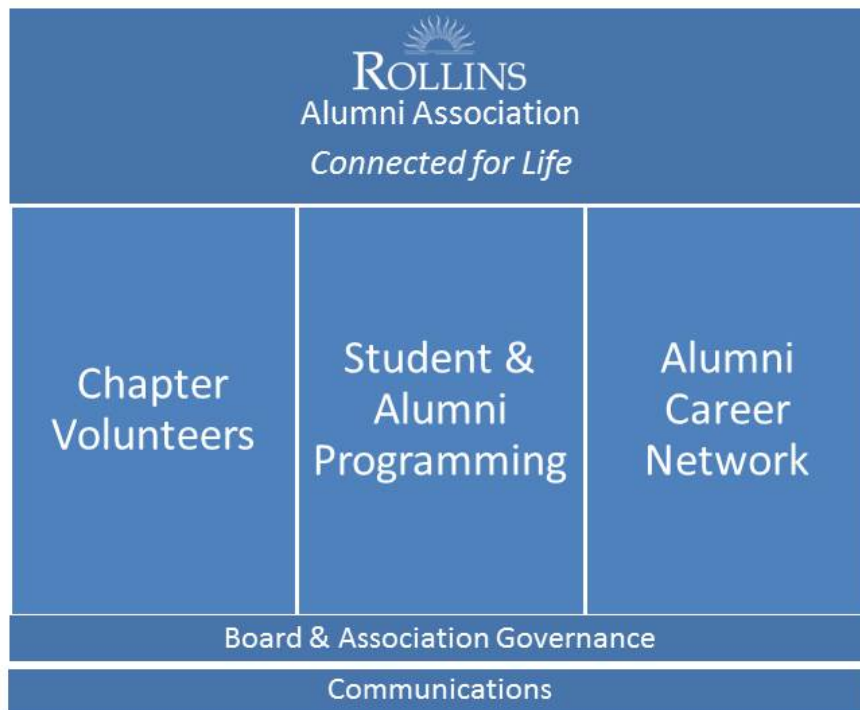 ROLLINS
Alumni Association
Connected for Life
Chapter
Volunteers
Student &
Alumni
Programming
Alumni
Career
Network
Board & Association Governance
Communications